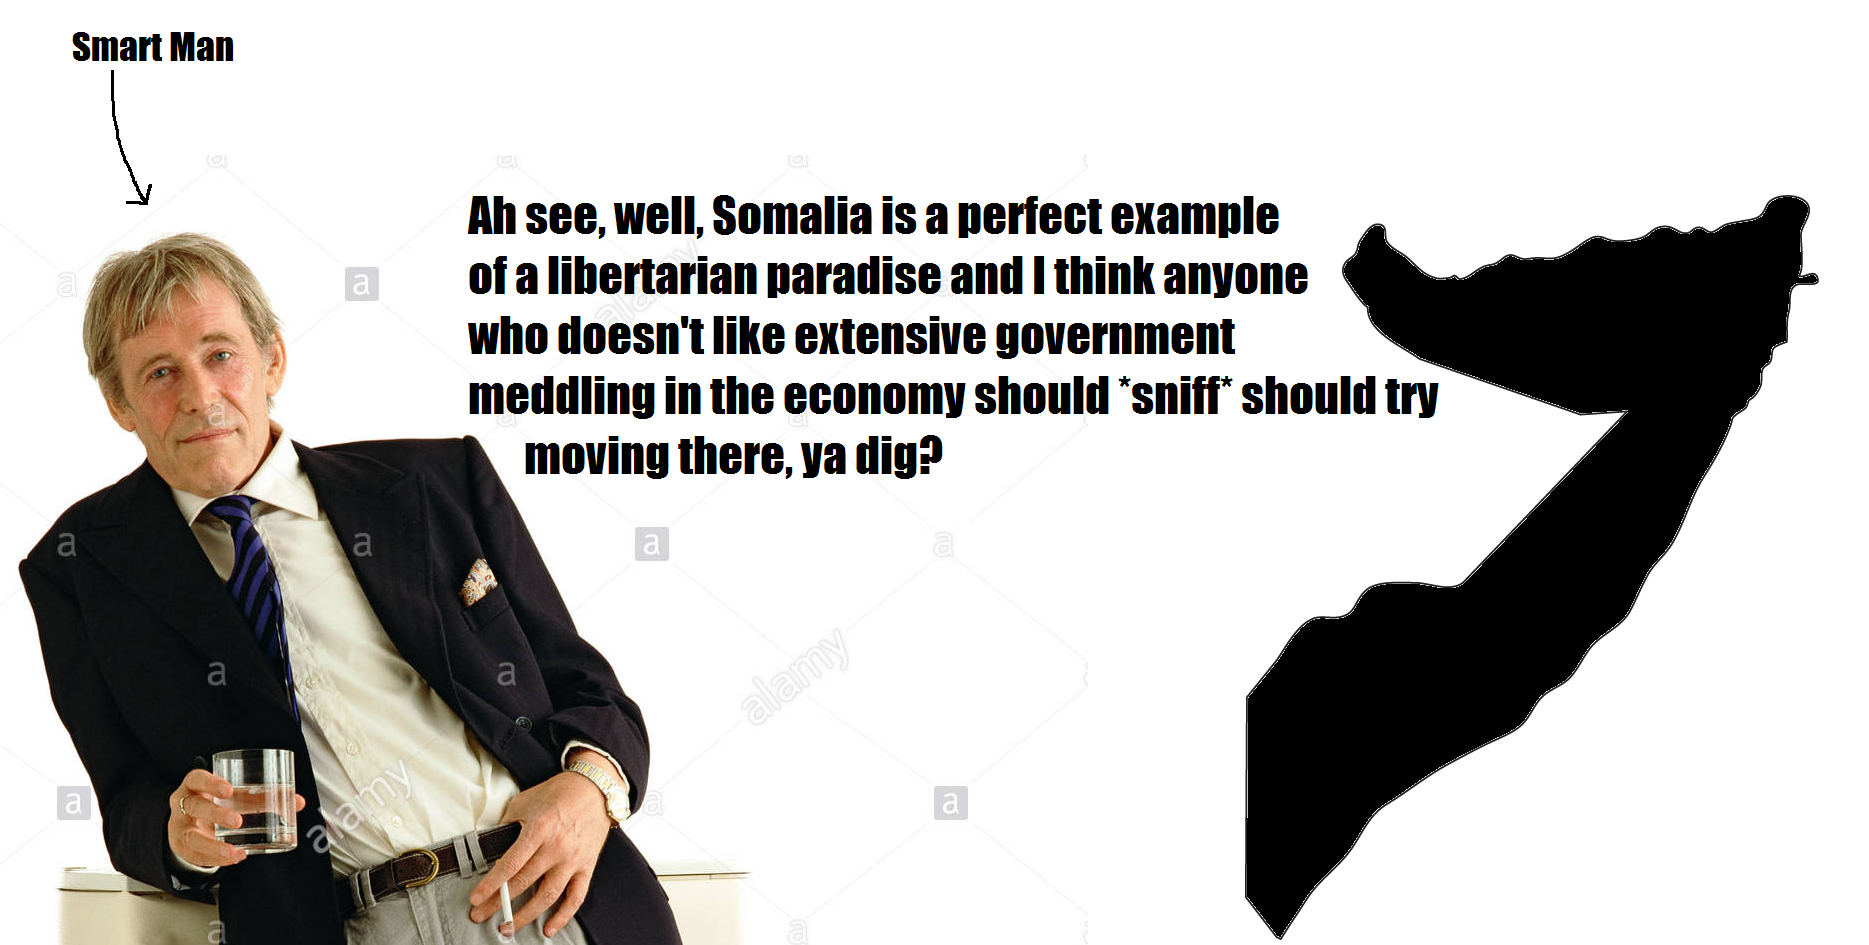 Smart Man
Ah see, well, Somalia is a perfect example
of a libertarian paradise and I think anyone
who doesn't like extensive government
meddling in the economy should *sniff* should try
moving there, ya dig?
a a a
a a a
alamy
a a a a
a a
alamy
alamy
a a a
a a a